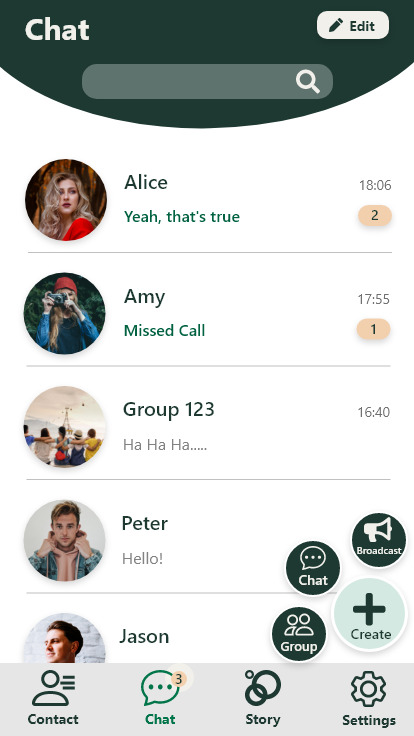 Chat
Edit
Alice
18:06
Yeah, that's true
2
Amy
17:55
Missed Call
1
Group 123
16:40
Ha Ha Ha.....
Peter
Hello!
Broadcast
Chat
Create
Group
Jason
3
Contact
Chat
Story
Settings